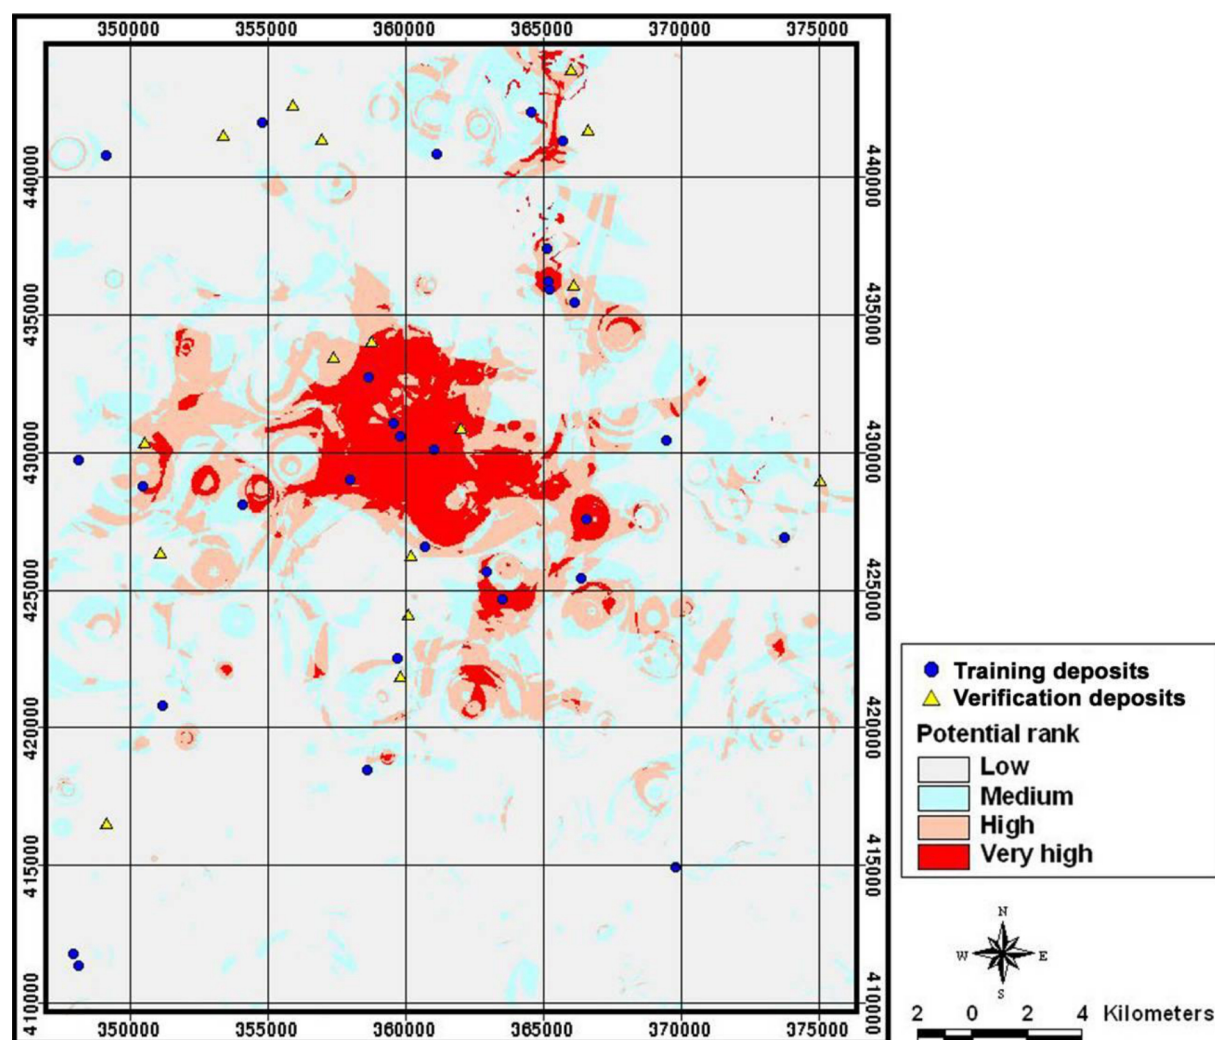 350000 355000 360000 365000 370000 375000
440000 440000
435000 435000
430000 430000
425000 425000
420000 420000
415000 415000
410000 410000
350000 355000 360000 365000 370000 375000
Training deposits
Verification deposits
Potential rank
Low
Medium
High
Very high
N
W E
S
2 0 2 4 Kilometers